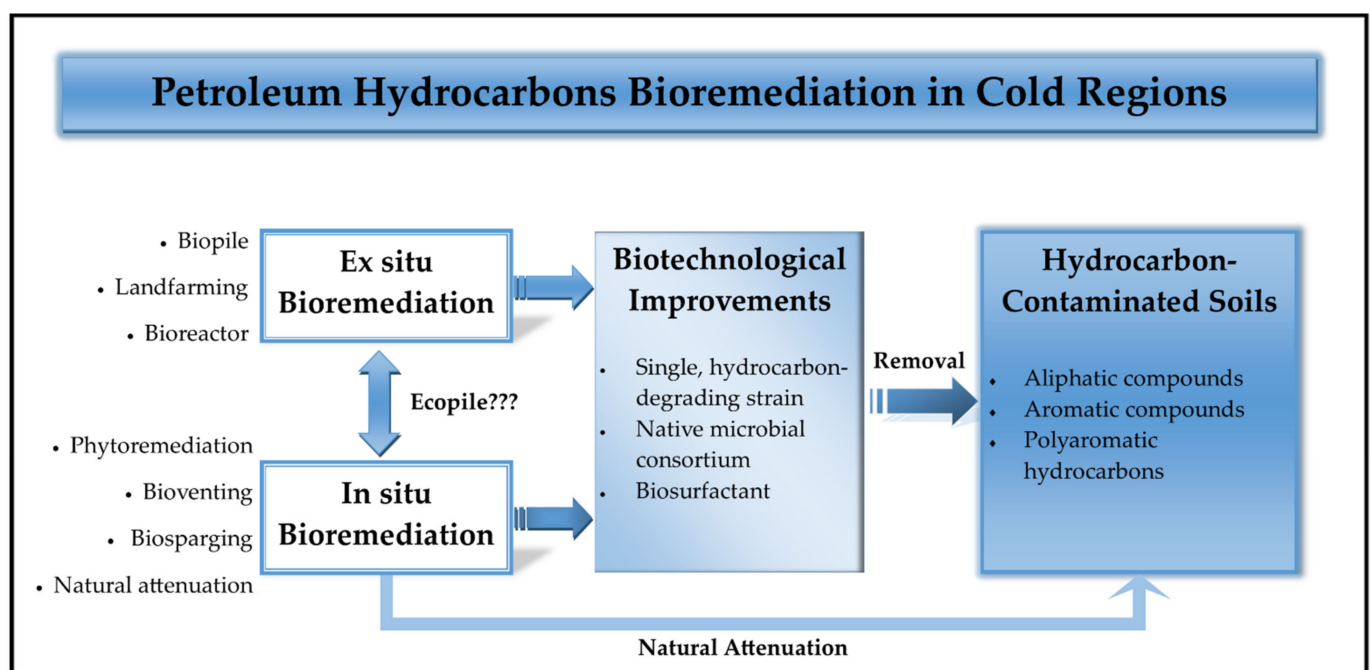 Petroleum Hydrocarbons Bioremediation in Cold Regions
• Biopile
• Landfarming
• Bioreactor
Ex situ
Bioremediation
Ecopile???
• Phytoremediation
• Bioventing
• Biosparging
• Natural attenuation
In situ
Bioremediation
Biotechnological
Improvements
• Single, hydrocarbon-
degrading strain
• Native microbial
consortium
• Biosurfactant
Removal
Hydrocarbon-
Contaminated Soils
⬧ Aliphatic compounds
⬧ Aromatic compounds
⬧ Polyaromatic
hydrocarbons
Natural Attenuation